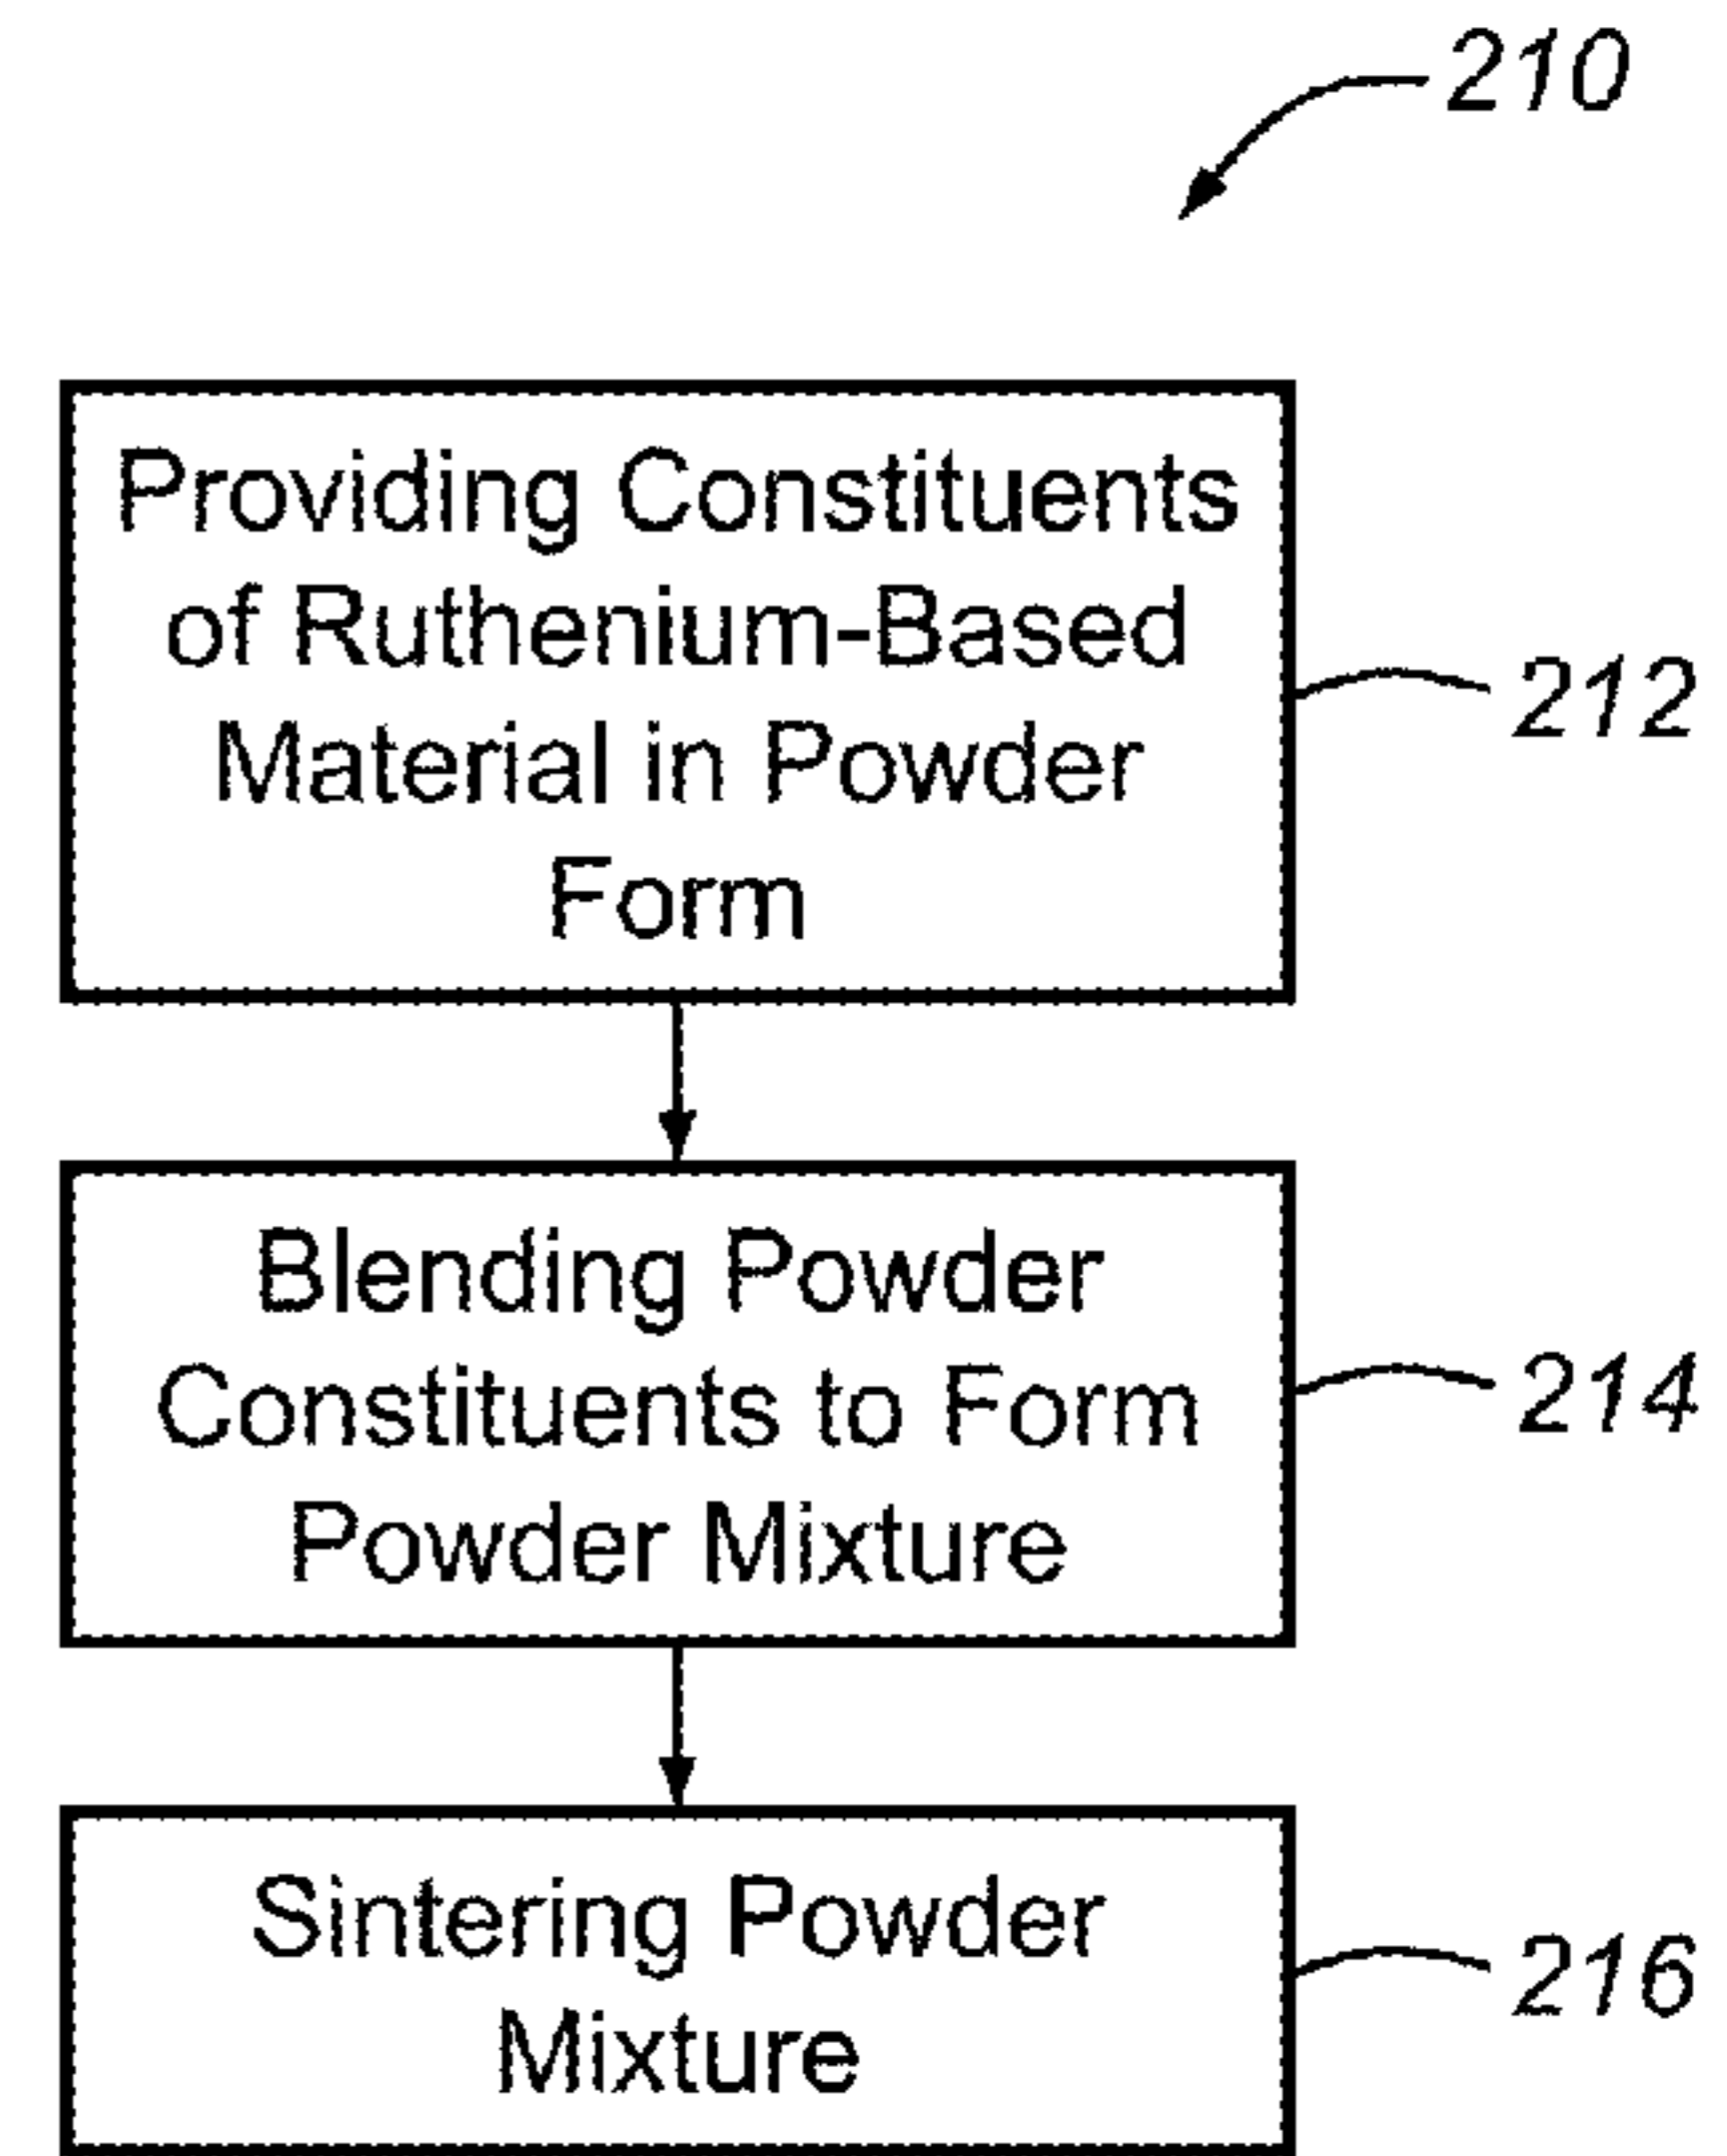 210
Providing Constituents
of Ruthenium-Based
Material in Powder
Form
212
Blending Powder
Constituents to Form
Powder Mixture
214
Sintering Powder
Mixture
216